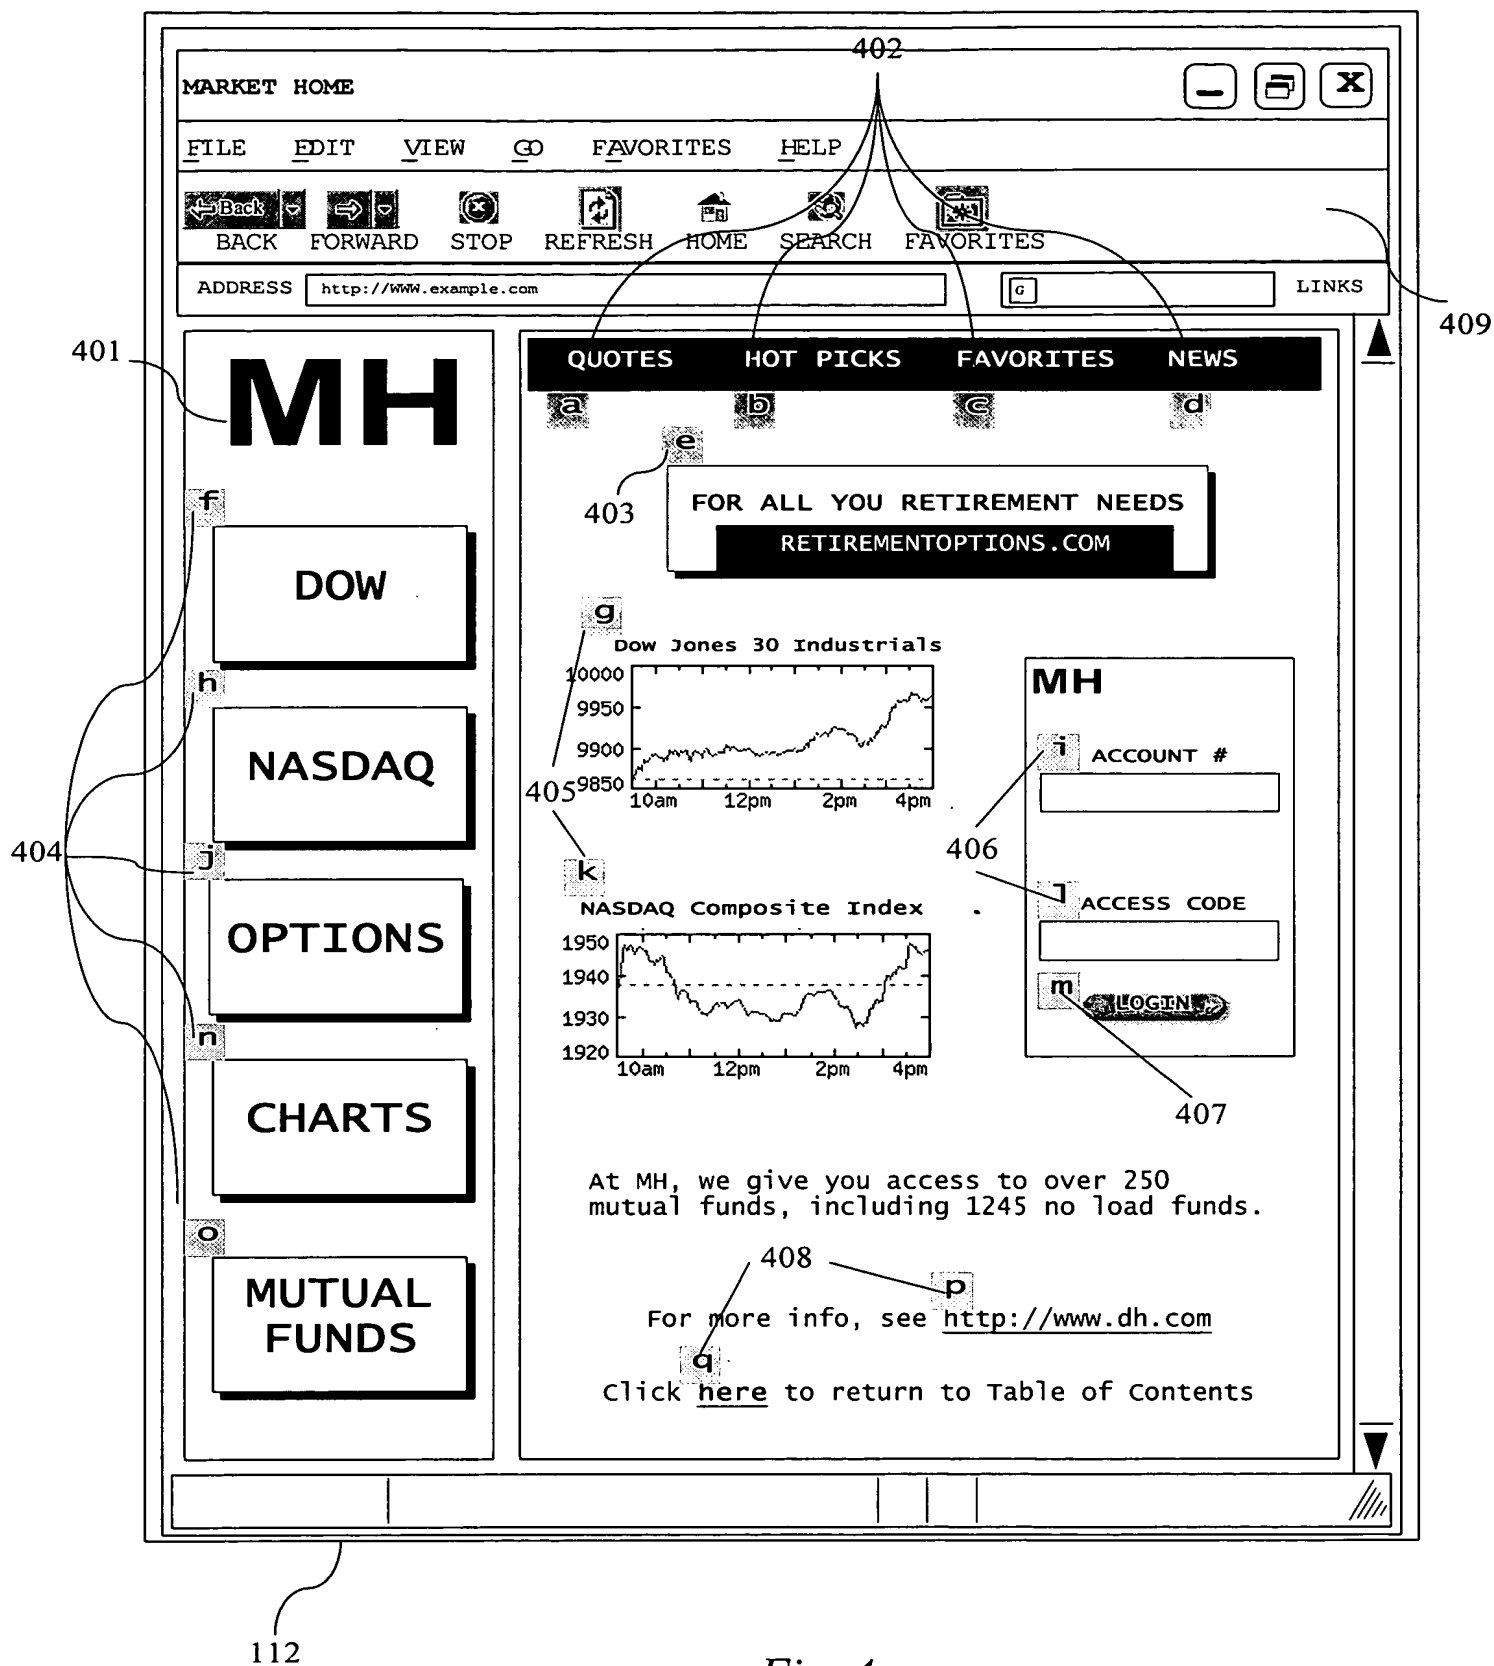 402
MARKET HOME
X
FILE EDIT VIEW GO FAVORITES HELP
Back
BACK FORWARD STOP REFRESH HOME SEARCH FAVORITES
ADDRESS http://WWW.example.com G LINKS
409
401
MH
QUOTES HOT PICKS FAVORITES NEWS
a b c d
e
403
FOR ALL YOU RETIREMENT NEEDS
RETIREMENTOPTIONS.COM
f
DOW
h
NASDAQ
404
j
OPTIONS
n
CHARTS
o
MUTUAL
FUNDS
g
Dow Jones 30 Industrials
10000
9950
9900
9850
10am 12pm 2pm 4pm
405
k
NASDAQ Composite Index
1950
1940
1930
1920
10am 12pm 2pm 4pm
MH
i ACCOUNT #
406
l ACCESS CODE
m LOGIN
407
At MH, we give you access to over 250
mutual funds, including 1245 no load funds.
408
p
For more info, see http://www.dh.com
q
Click here to return to Table of Contents
112